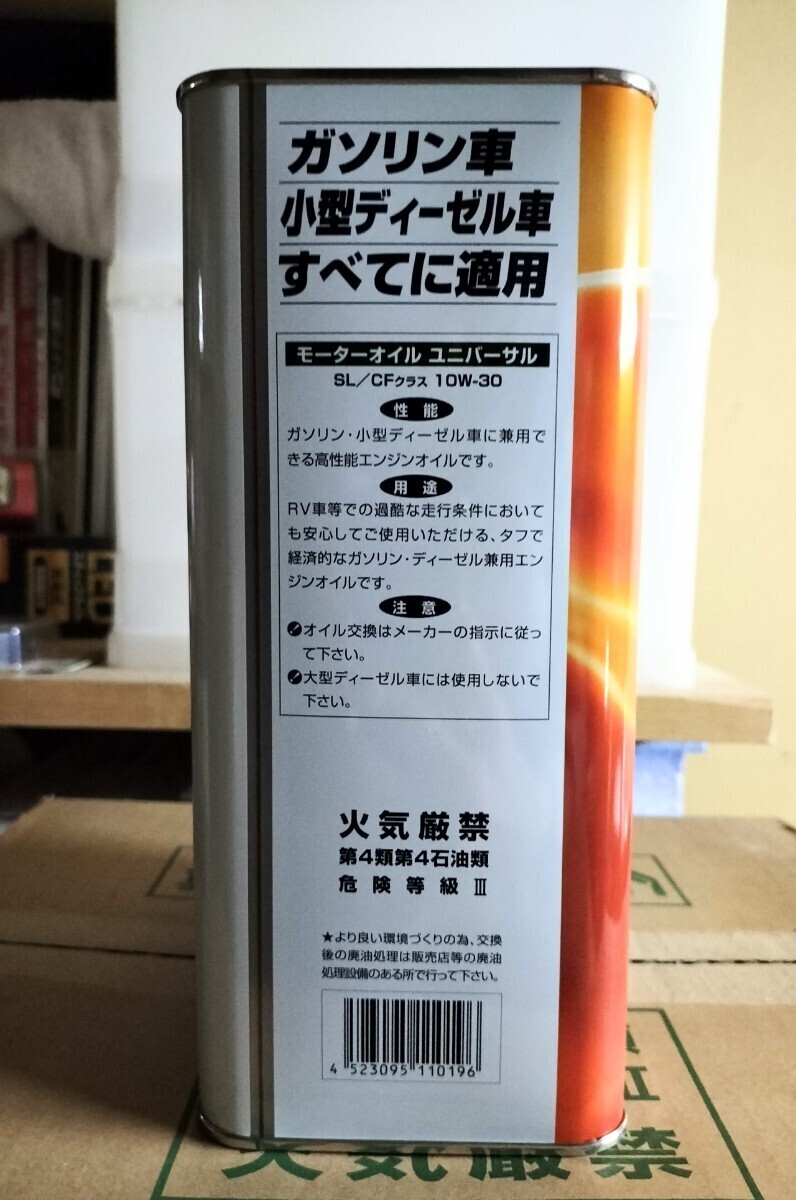 ガソリン車
小型ディーゼル車
すべてに適用
モーターオイル ユニバーサル
SL/CFクラス 10W-30
性能
ガソリン・小型ディーゼル車に兼用で
きる高性能エンジンオイルです。
用途
RV車等での過酷な走行条件において
も安心してご使用いただける、タフで
経済的なガソリン・ディーゼル兼用エン
ジンオイルです。
注意
オイル交換はメーカーの指示に従っ
て下さい。
大型ディーゼル車には使用しないで
下さい。
火気厳禁
第4類第4石油類
危険等級Ⅲ
★より良い環境づくりの為、交換
後の廃油処理は販売店等の廃油
処理設備のある所で行って下さい。
4 523095 110196
火気厳禁